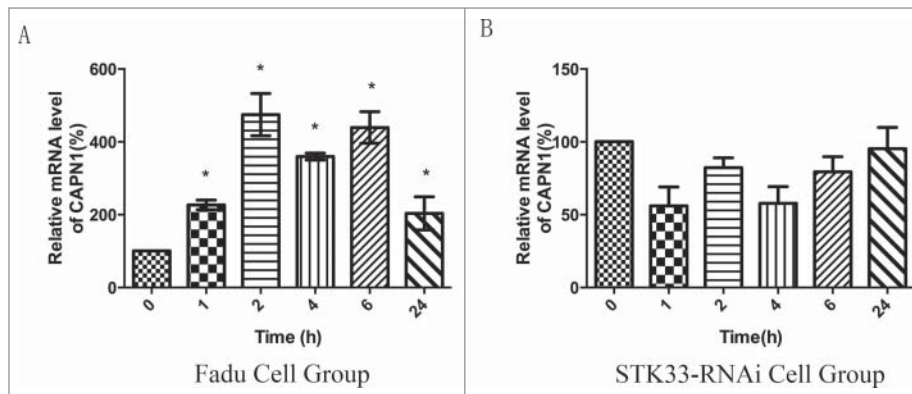 A
Relative mRNA level
of CAPN1(%)
600
400
200
0
*
*
*
*
*
0
1
2
4
6
24
Time (h)
Fadu Cell Group
B
Relative mRNA level
of CAPN1(%)
150
100
50
0
0
1
2
4
6
24
Time(h)
STK33-RNAi Cell Group